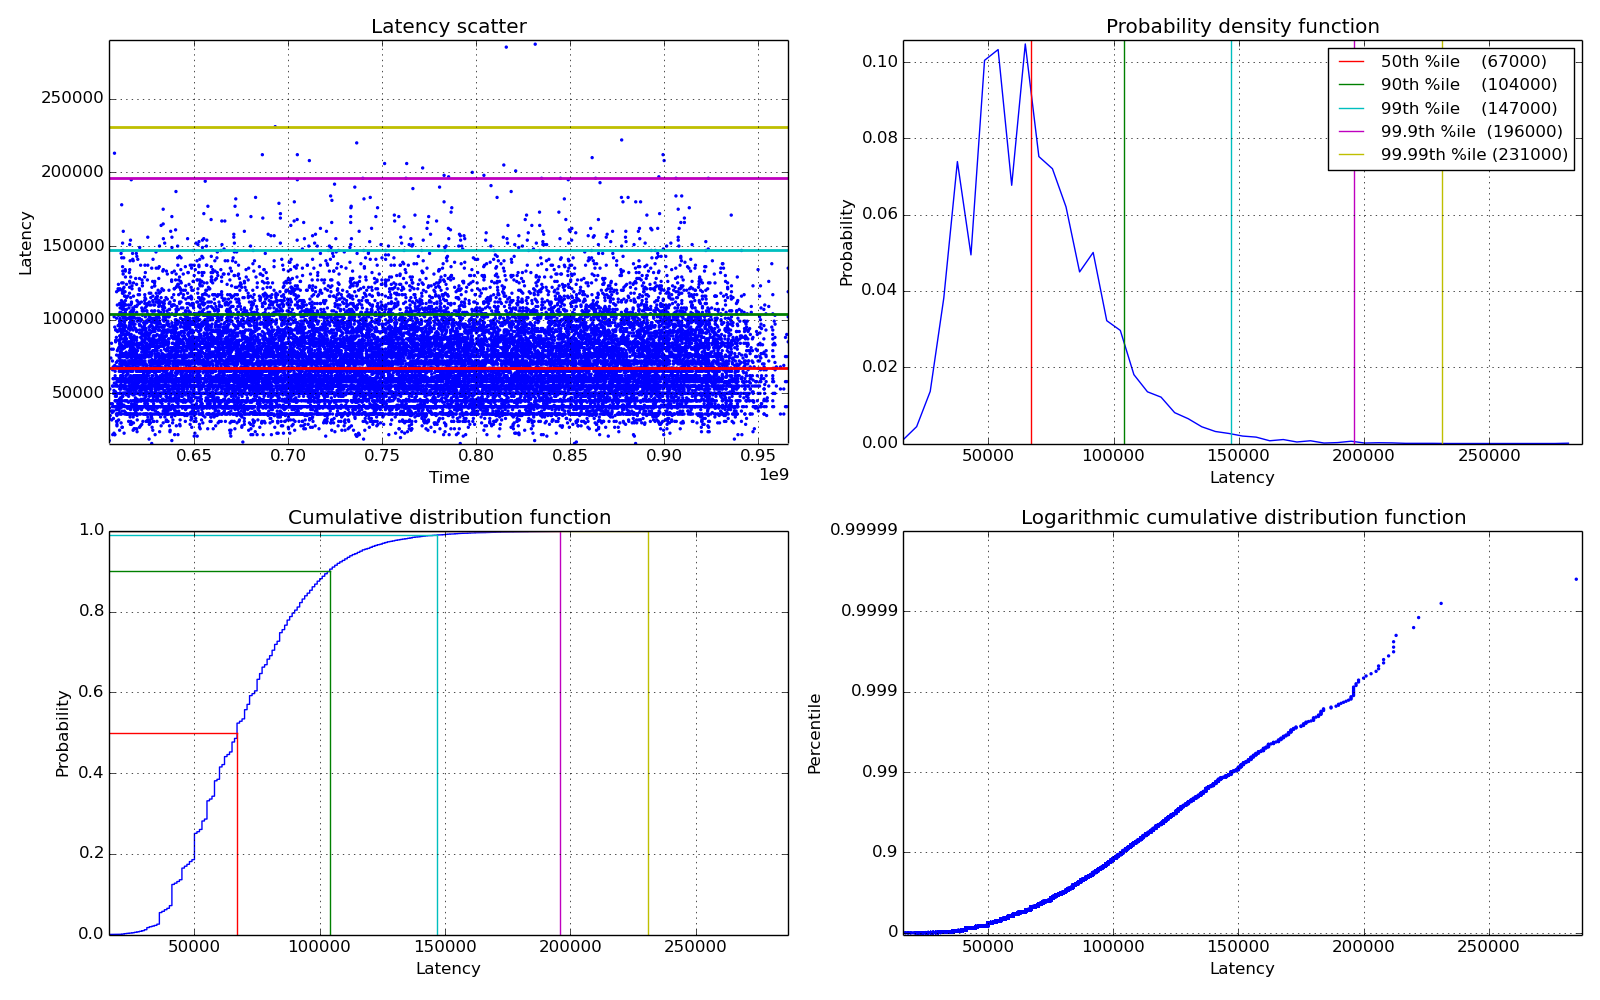 Latency scatter
250000
200000
150000
100000
50000
Latency
0.65 0.70 0.75 0.80 0.85 0.90 0.95
1e9
Time
Probability density function
0.10
0.08
0.06
0.04
0.02
0.00
Probability
50th %ile (67000)
90th %ile (104000)
99th %ile (147000)
99.9th %ile (196000)
99.99th %ile (231000)
50000 100000 150000 200000 250000
Latency
Cumulative distribution function
1.0
0.8
0.6
0.4
0.2
0.0
Probability
50000 100000 150000 200000 250000
Latency
Logarithmic cumulative distribution function
0.99999
0.9999
0.999
0.99
0.9
0
Percentile
50000 100000 150000 200000 250000
Latency